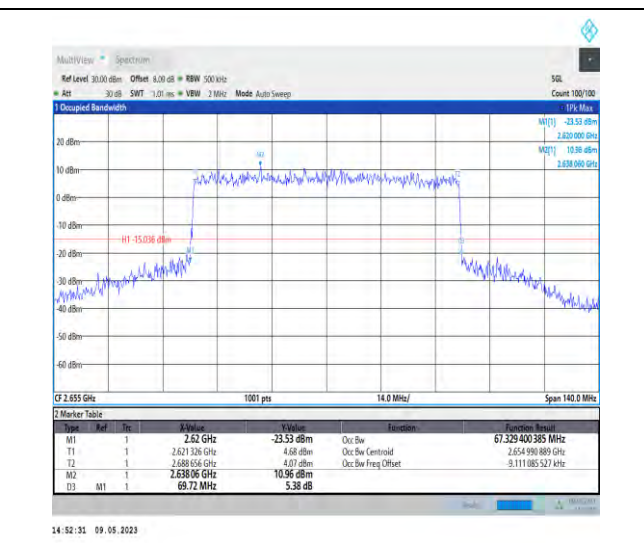 MultiView Spectrum
Ref Level 30.00 dBm Offset 8.09 dB RBW 500 kHz SGL
Att 30 dB SWT 1.01 ms VBW 2 MHz Mode Auto Sweep Count 100/100
1 Occupied Bandwidth 1Pk Max
M1[1] -23.53 dBm
2.620 000 GHz
M2[1] 10.96 dBm
2.638 060 GHz
20 dBm
M2
10 dBm
0 dBm
-10 dBm
H1 -15.036 dBm
-20 dBm
-30 dBm
-40 dBm
-50 dBm
-60 dBm
CF 2.655 GHz 1001 pts 14.0 MHz/ Span 140.0 MHz
2 Marker Table
Type Ref Trc X-Value Y-Value Function Function Result
M1 1 2.62 GHz -23.53 dBm Occ Bw 67.329 400 385 MHz
T1 1 2.621 326 GHz 4.68 dBm Occ Bw Centroid 2.654 990 889 GHz
T2 1 2.688 656 GHz 4.07 dBm Occ Bw Freq Offset -9.111 085 527 kHz
M2 1 2.638 06 GHz 10.96 dBm
D3 M1 1 69.72 MHz 5.38 dB
14:52:31 09.05.2023